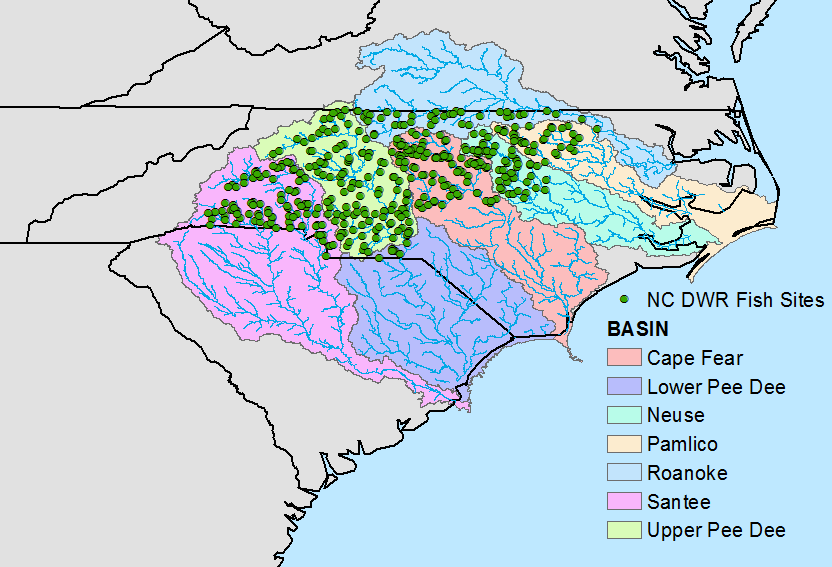 NC DWR Fish Sites
BASIN
Cape Fear
Lower Pee Dee
Neuse
Pamlico
Roanoke
Santee
Upper Pee Dee